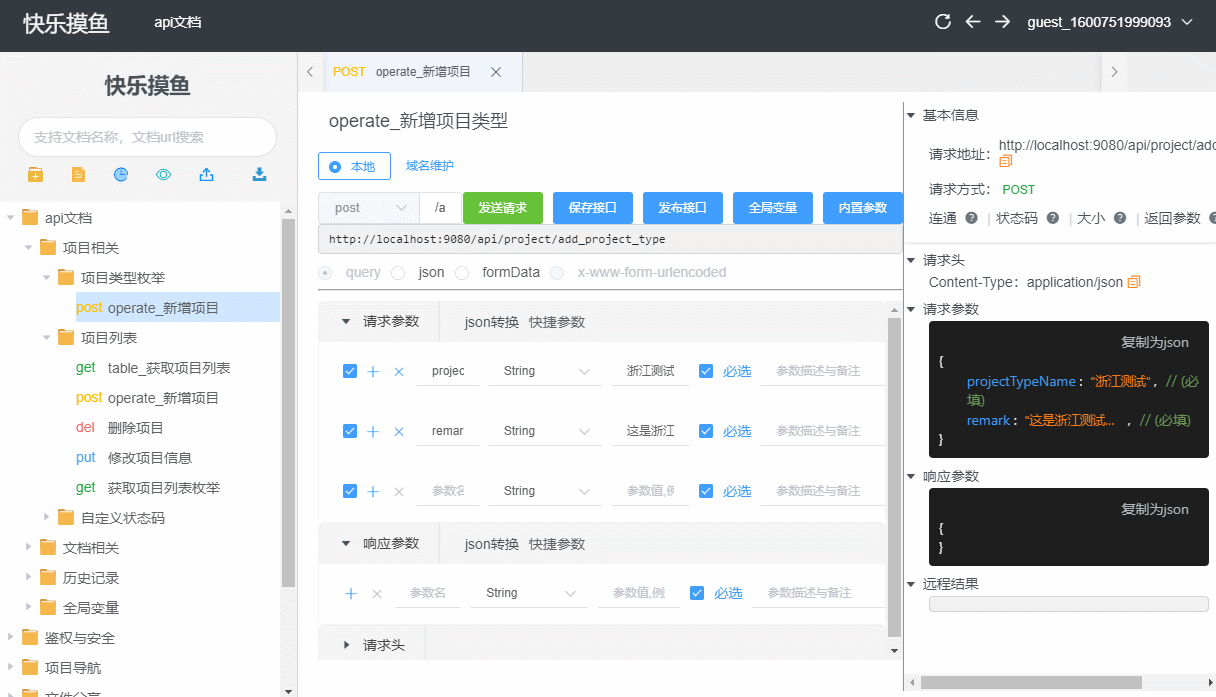 快乐摸鱼 api文档 guest_1600751999093
快乐摸鱼
支持文档名称，文档url搜索
api文档
项目相关
项目类型枚举
post operate_新增项目
项目列表
get table_获取项目列表
post operate_新增项目
del 删除项目
put 修改项目信息
get 获取项目列表枚举
自定义状态码
文档相关
历史记录
全局变量
鉴权与安全
项目导航
POST operate_新增项目
operate_新增项目类型
本地 域名维护
post /a 发送请求 保存接口 发布接口 全局变量 内置参数
http://localhost:9080/api/project/add_project_type
query json formData x-www-form-urlencoded
请求参数 json转换 快捷参数
projec String 浙江测试 必选 参数描述与备注
remar String 这是浙江 必选 参数描述与备注
参数名 String 参数值,例 必选 参数描述与备注
响应参数 json转换 快捷参数
参数名 String 参数值,例 必选 参数描述与备注
请求头
基本信息
请求地址： http://localhost:9080/api/project/add
请求方式： POST
连通 | 状态码 | 大小 | 返回参数
请求头
Content-Type：application/json
请求参数
复制为json
{
projectTypeName："浙江测试"，// (必
填)
remark："这是浙江测试... ，// (必填)
}
响应参数
复制为json
{
}
远程结果